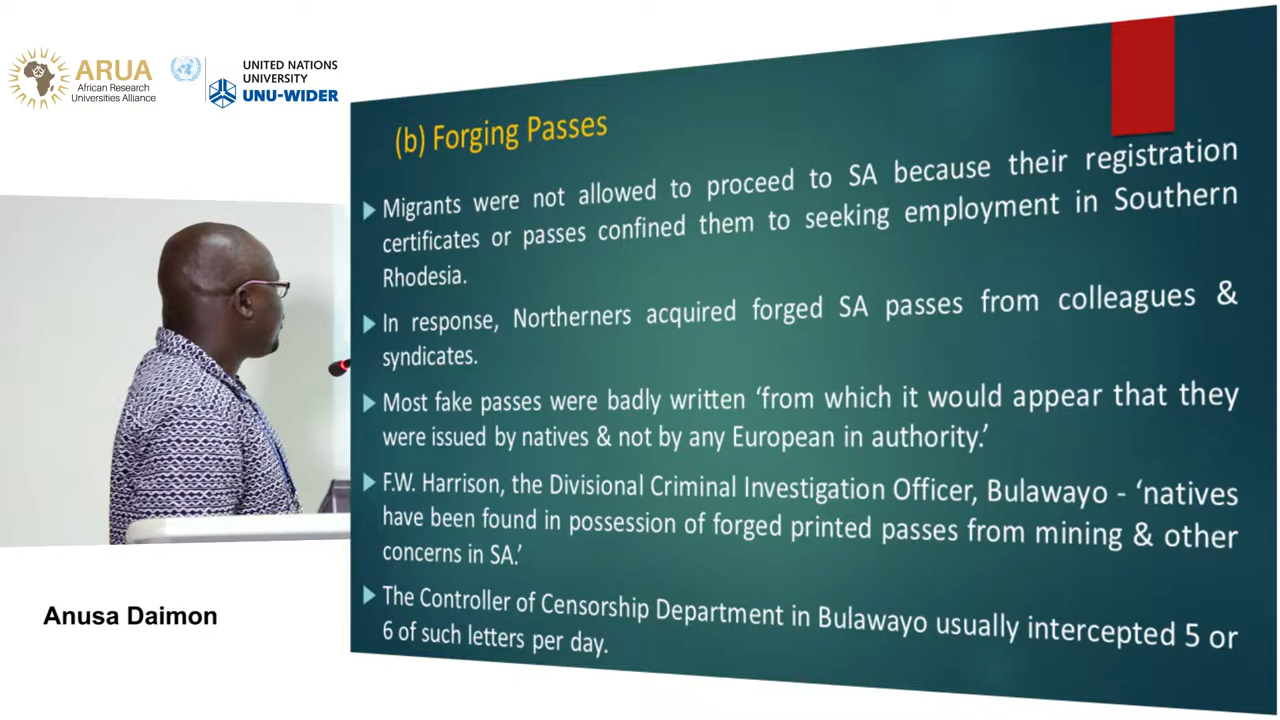 ARUA
African Research
Universities Alliance
UNITED NATIONS
UNIVERSITY
UNU-WIDER
(b) Forging Passes
Migrants were not allowed to proceed to SA because their registration
certificates or passes confined them to seeking employment in Southern
Rhodesia.
In response, Northerners acquired forged SA passes from colleagues &
syndicates.
Most fake passes were badly written ‘from which it would appear that they
were issued by natives & not by any European in authority.’
F.W. Harrison, the Divisional Criminal Investigation Officer, Bulawayo - ‘natives
have been found in possession of forged printed passes from mining & other
concerns in SA.’
The Controller of Censorship Department in Bulawayo usually intercepted 5 or
6 of such letters per day.
Anusa Daimon